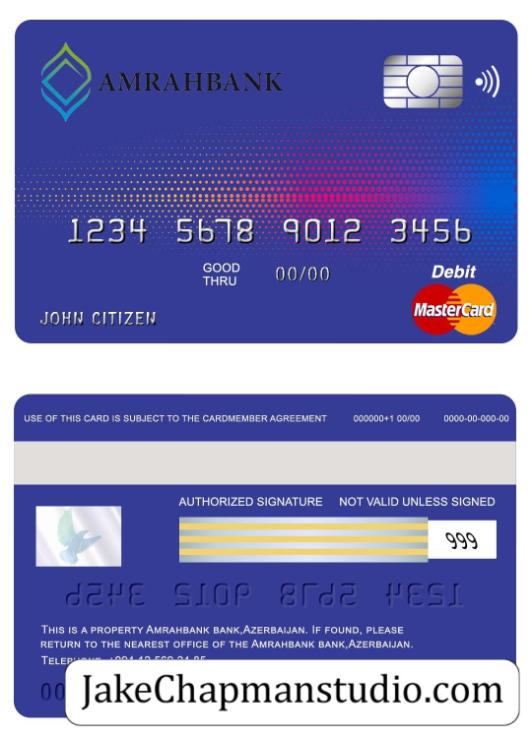 AMRAHBANK
1234 5678 9012 3456
GOOD THRU 00/00
Debit
JOHN CITIZEN
MasterCard
USE OF THIS CARD IS SUBJECT TO THE CARDMEMBER AGREEMENT 000000+1 00/00 0000-00-000-00
AUTHORIZED SIGNATURE NOT VALID UNLESS SIGNED
999
1234 5678 9012 3456
THIS IS A PROPERTY AMRAHBANK BANK,AZERBAIJAN. IF FOUND, PLEASE
RETURN TO THE NEAREST OFFICE OF THE AMRAHBANK BANK,AZERBAIJAN.
00
JakeChapmanstudio.com